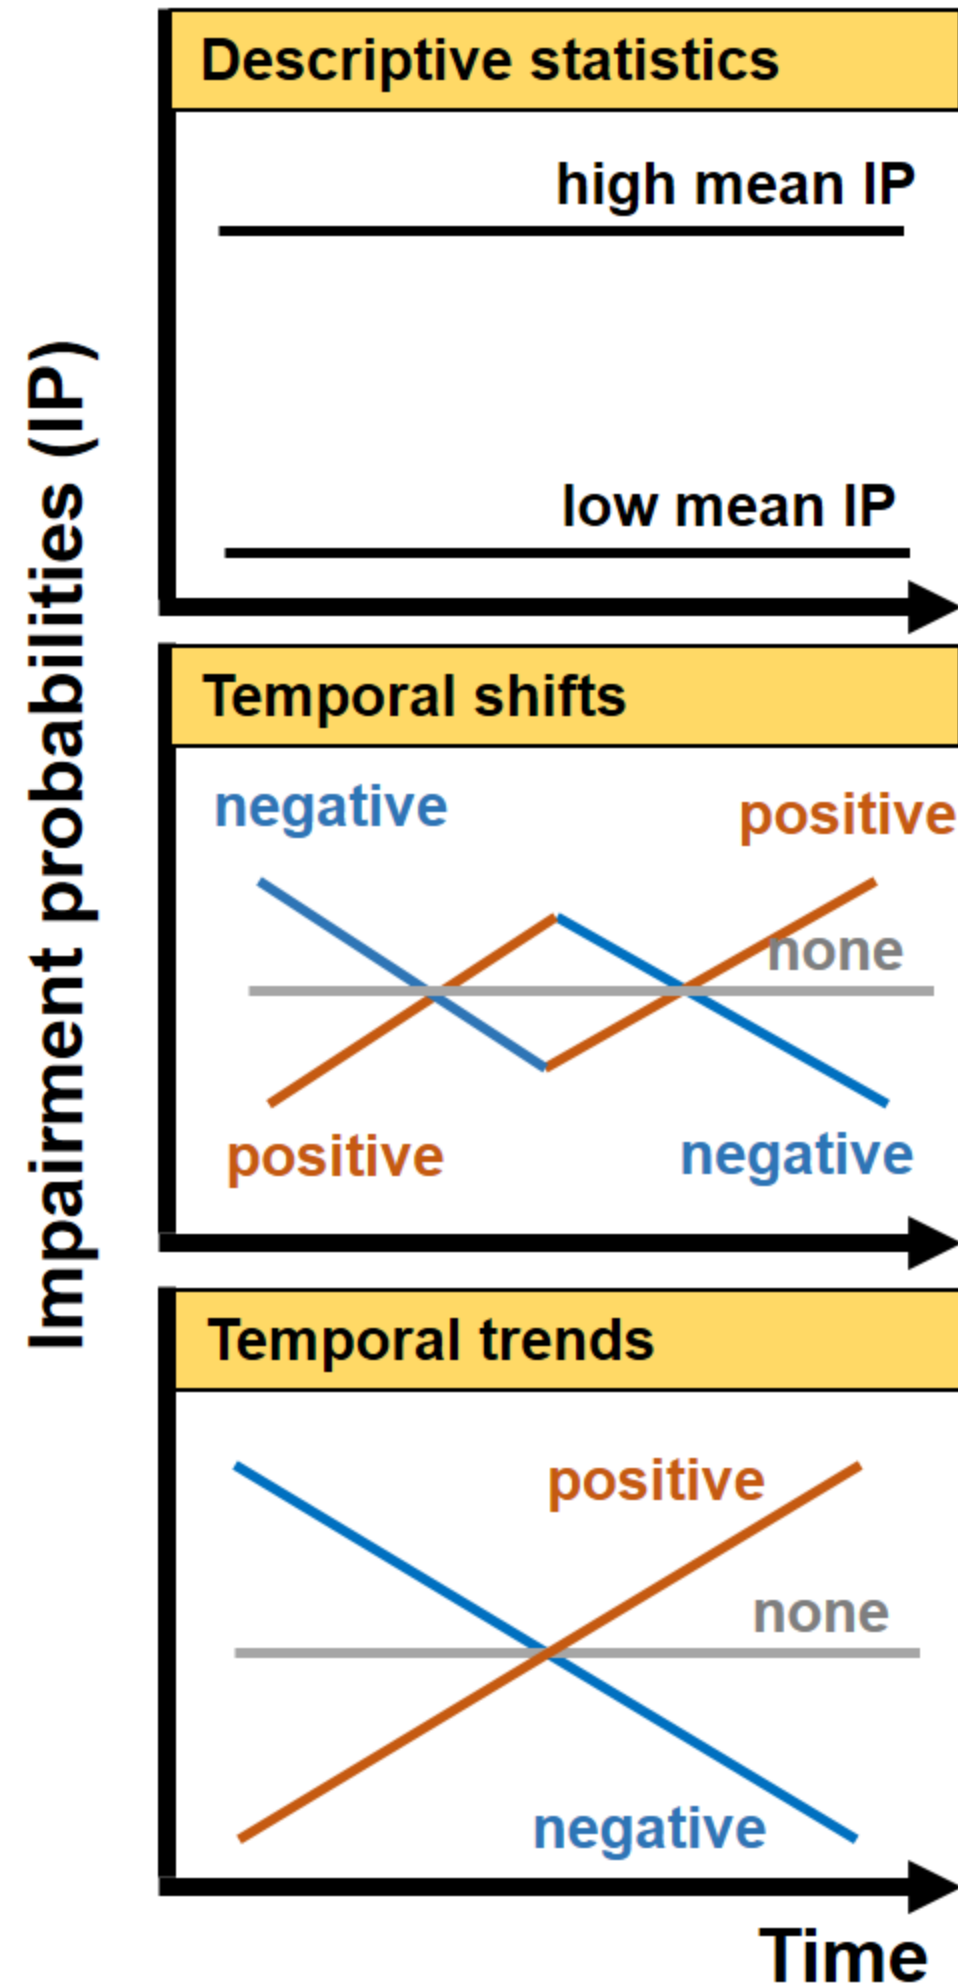 Impairment probabilities (IP)
Descriptive statistics
high mean IP
low mean IP
Temporal shifts
negative
positive
none
positive
negative
Temporal trends
positive
none
negative
Time